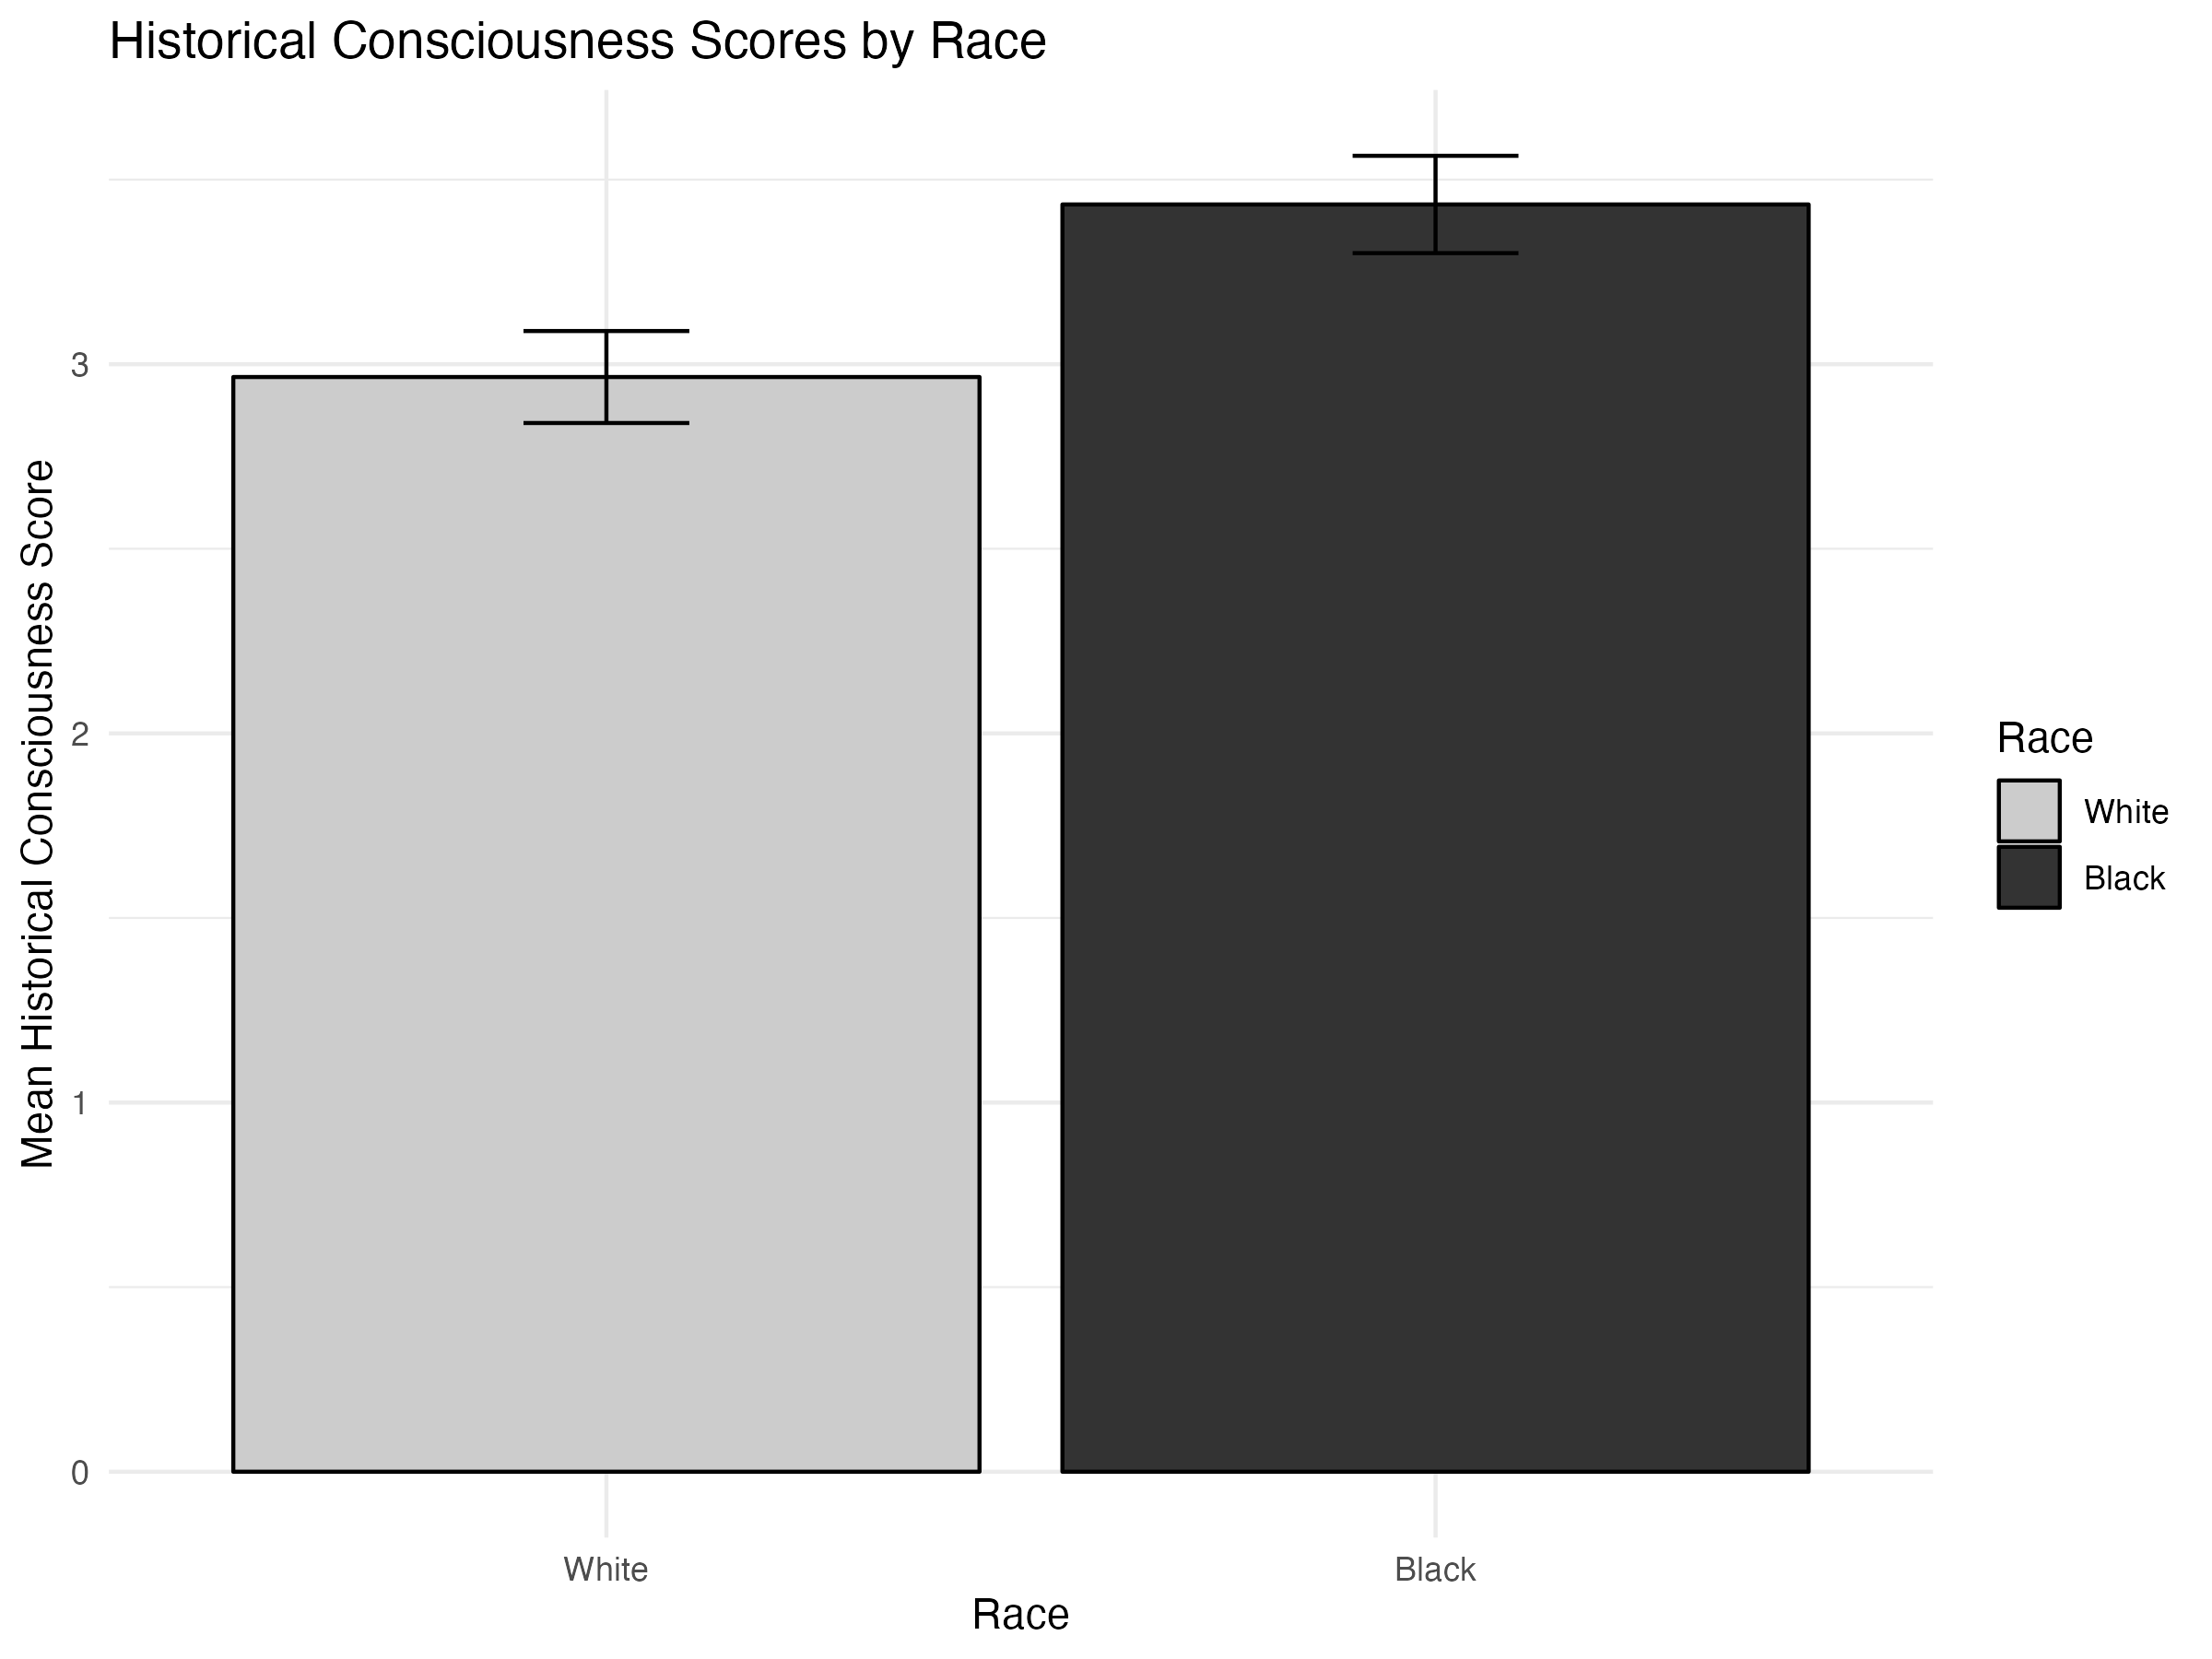 Historical Consciousness Scores by Race
Mean Historical Consciousness Score
3
2
1
0
White
Black
Race
Race
White
Black